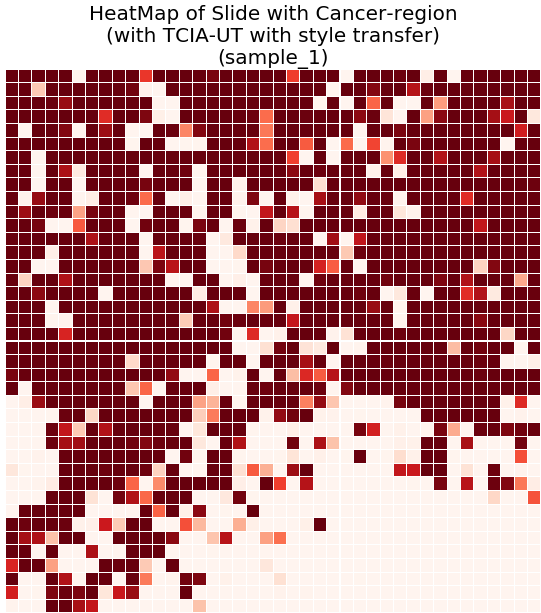 HeatMap of Slide with Cancer-region
(with TCIA-UT with style transfer)
(sample_1)